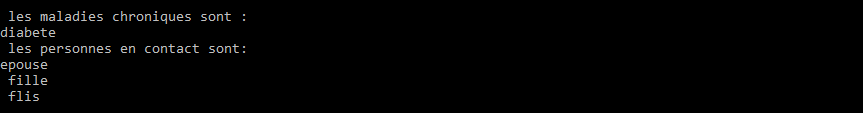 les maladies chroniques sont :
diabete
les personnes en contact sont:
epouse
fille
flis